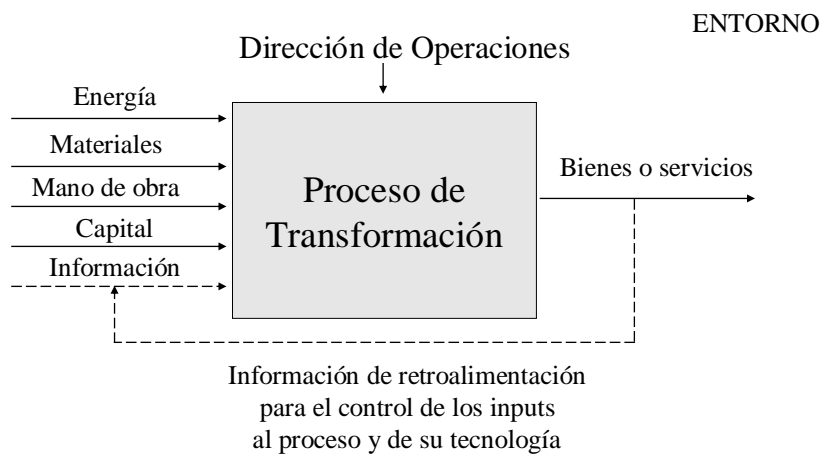 ENTORNO
Dirección de Operaciones
Energía
Materiales
Mano de obra
Capital
Información
Proceso de
Transformación
Bienes o servicios
Información de retroalimentación
para el control de los inputs
al proceso y de su tecnología